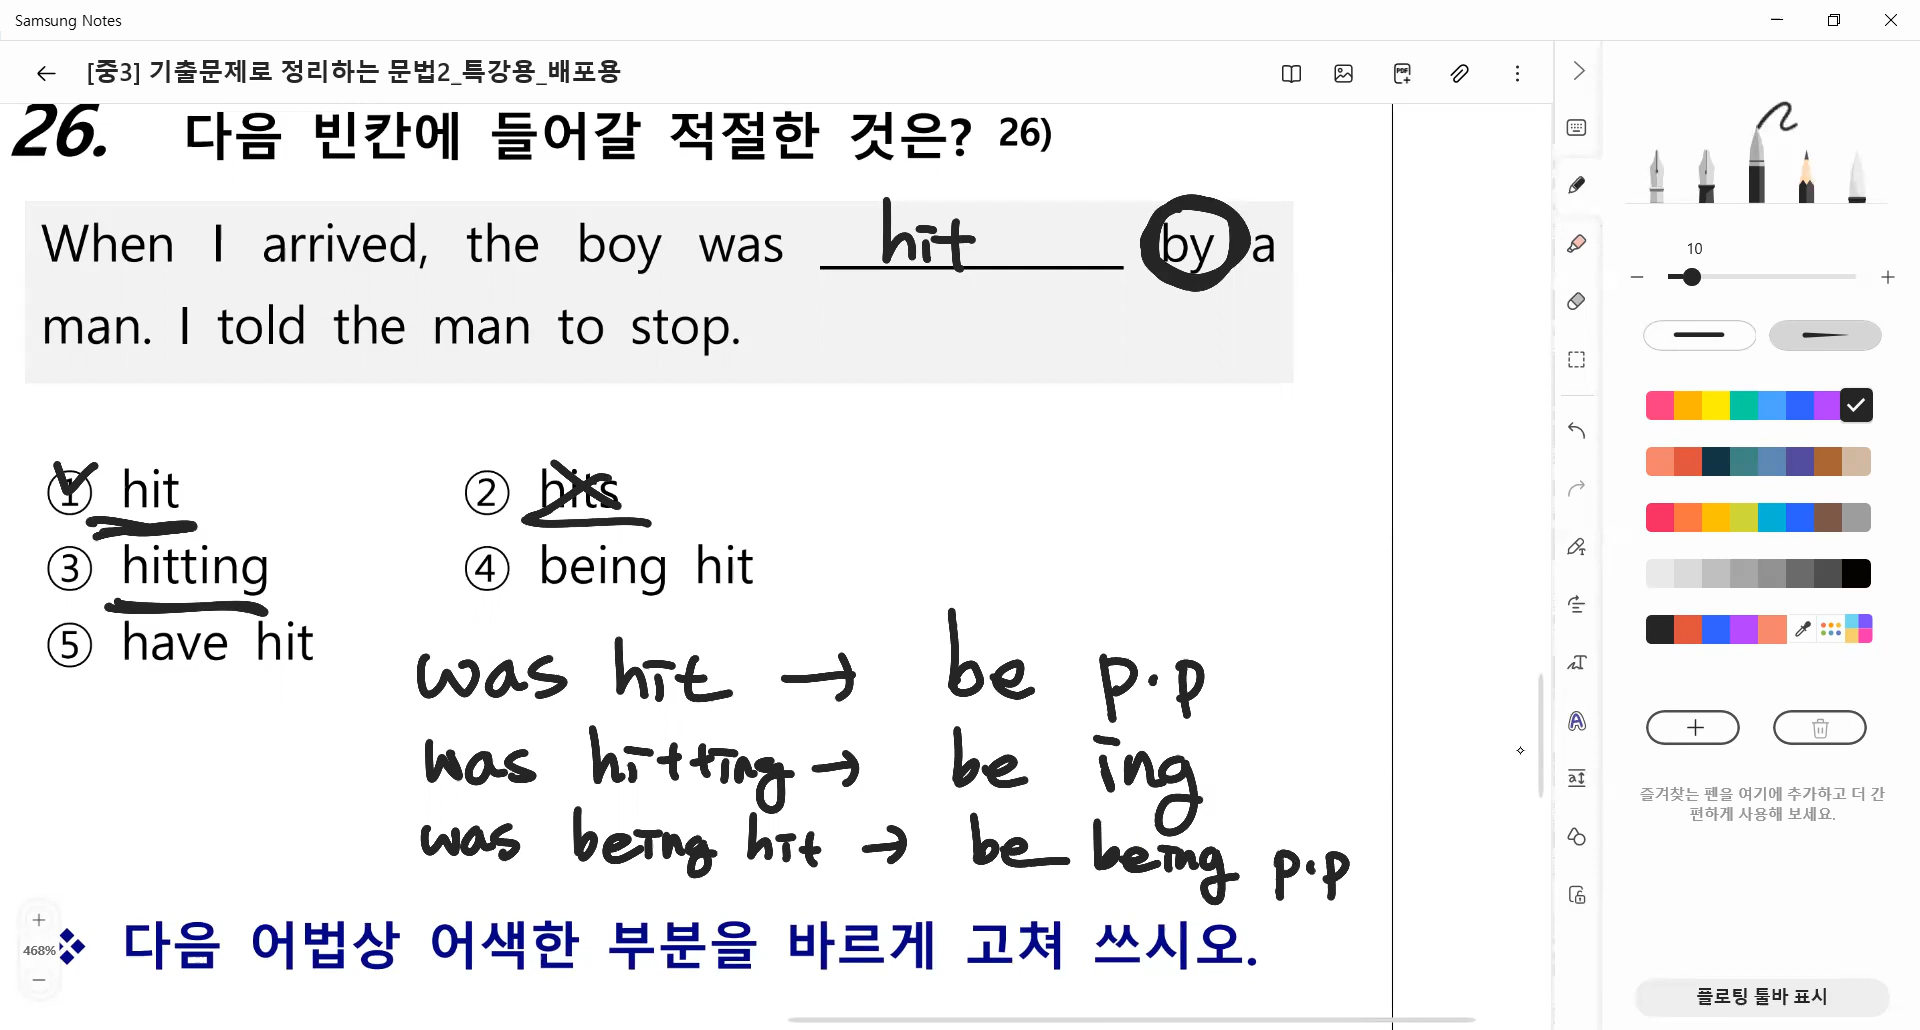 Samsung Notes
[중3] 기출문제로 정리하는 문법2_특강용_배포용
26. 다음 빈칸에 들어갈 적절한 것은? 26)
When I arrived, the boy was hit by a
man. I told the man to stop.
① hit ② hits
③ hitting ④ being hit
⑤ have hit
was hit → be p.p
was hitting → be ing
was being hit → be being p.p
❖ 다음 어법상 어색한 부분을 바르게 고쳐 쓰시오.
468%
PDF
10
즐겨찾는 펜을 여기에 추가하고 더 간
편하게 사용해 보세요.
플로팅 툴바 표시